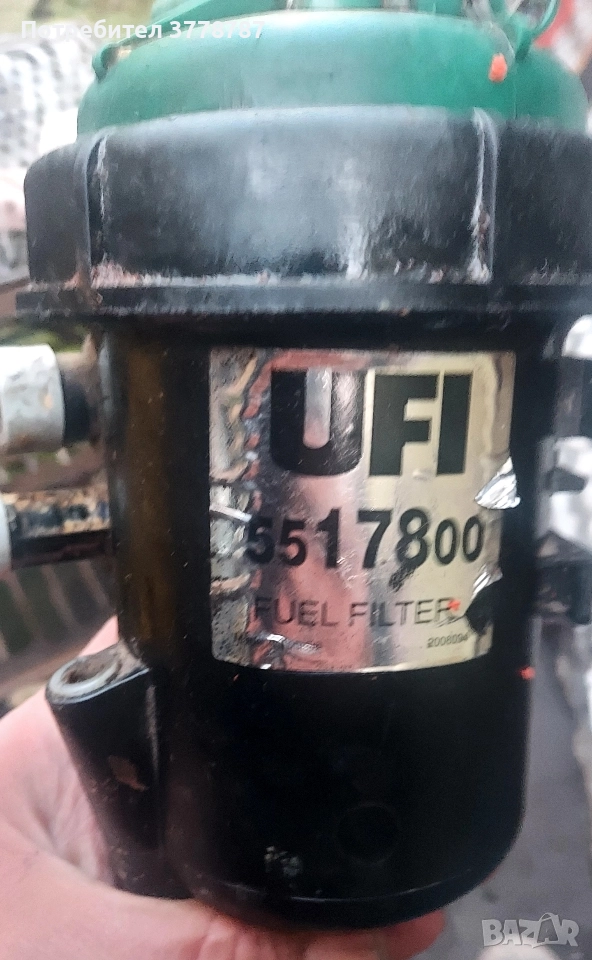 Потребител 3778787
UFI
5517800
FUEL FILTER
BAZAR